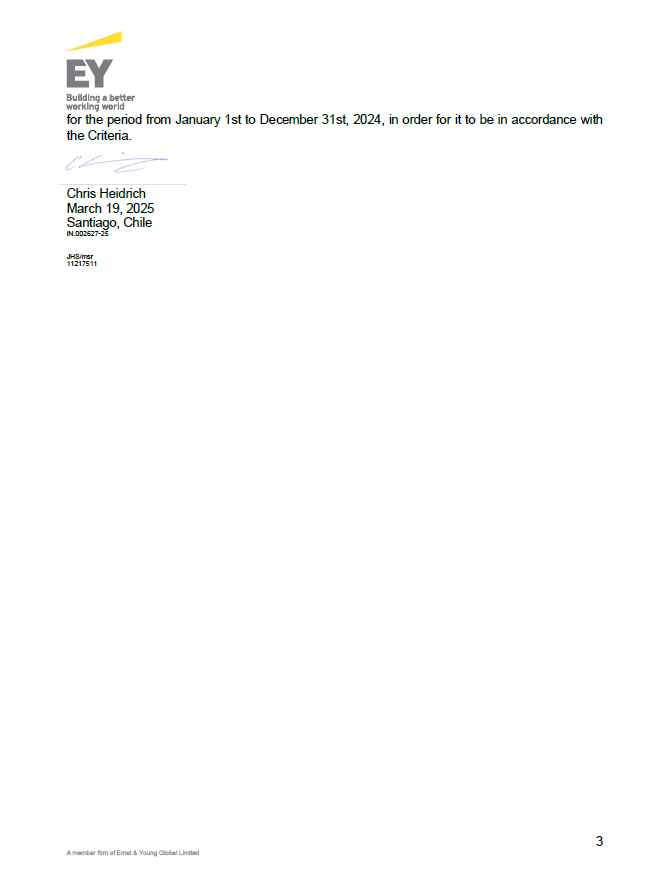 EY
Building a better
working world
for the period from January 1st to December 31st, 2024, in order for it to be in accordance with
the Criteria.
Chris Heidrich
March 19, 2025
Santiago, Chile
IN.002627-25
JHS/msr
11217511
3
A member firm of Ernst & Young Global Limited